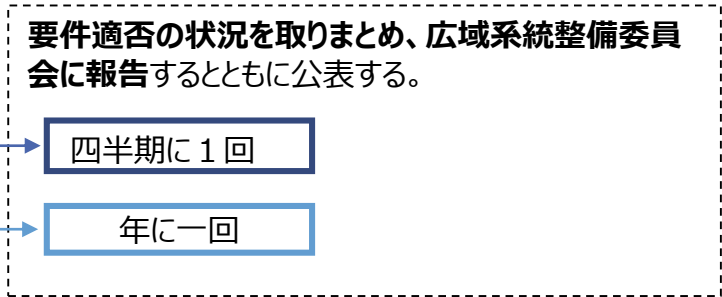 要件適否の状況を取りまとめ、広域系統整備委員
会に報告するとともに公表する。
四半期に１回
年に一回